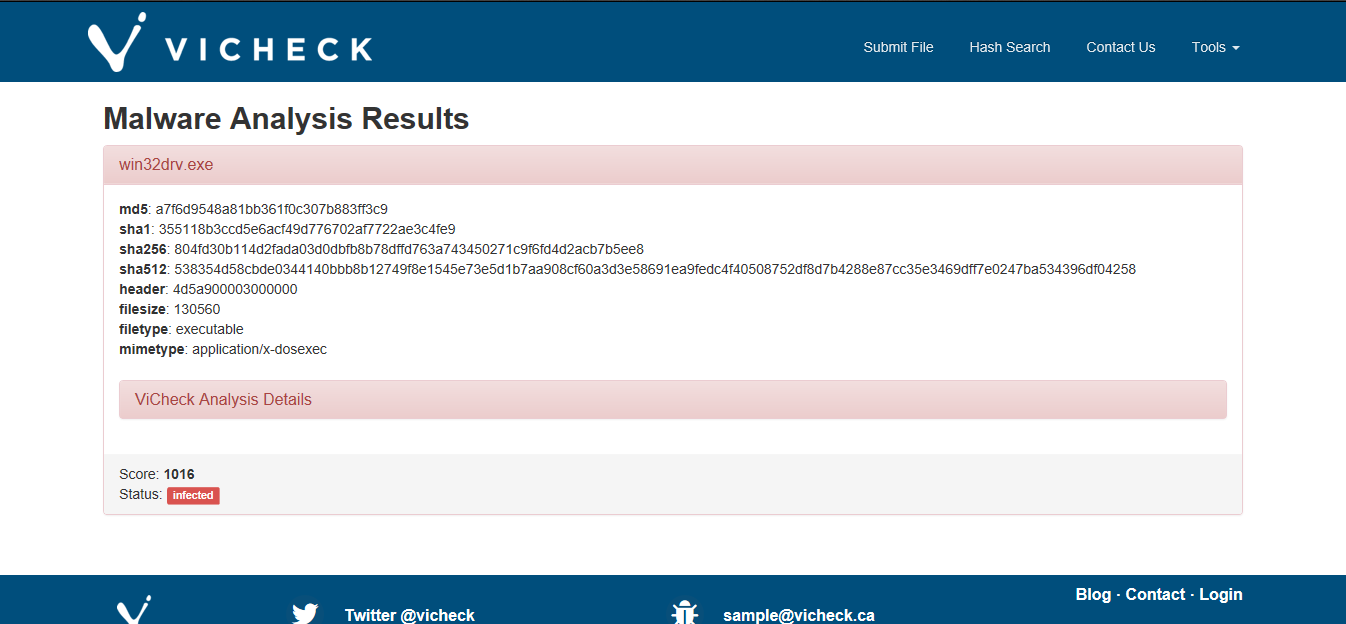 VICHECK
Submit File Hash Search Contact Us Tools
Malware Analysis Results
win32drv.exe
md5: a7f6d9548a81bb361f0c307b883ff3c9
sha1: 355118b3ccd5e6acf49d776702af7722ae3c4fe9
sha256: 804fd30b114d2fada03d0dbfb8b78dffd763a743450271c9f6fd4d2acb7b5ee8
sha512: 538354d58cbde0344140bbb8b12749f8e1545e73e5d1b7aa908cf60a3d3e58691ea9fedc4f40508752df8d7b4288e87cc35e3469dff7e0247ba534396df04258
header: 4d5a900003000000
filesize: 130560
filetype: executable
mimetype: application/x-dosexec
ViCheck Analysis Details
Score: 1016
Status: infected
Blog · Contact · Login
Twitter @vicheck
sample@vicheck.ca